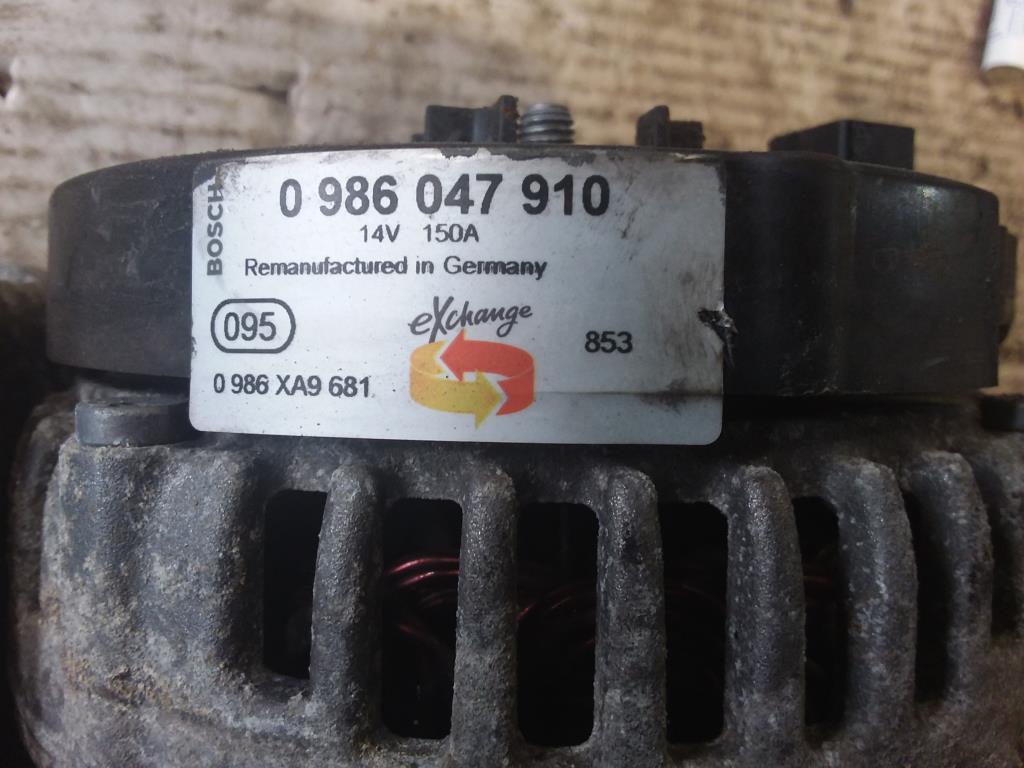 BOSCH
0 986 047 910
14V 150A
Remanufactured in Germany
095
eXchange
853
0 986 XA9 681